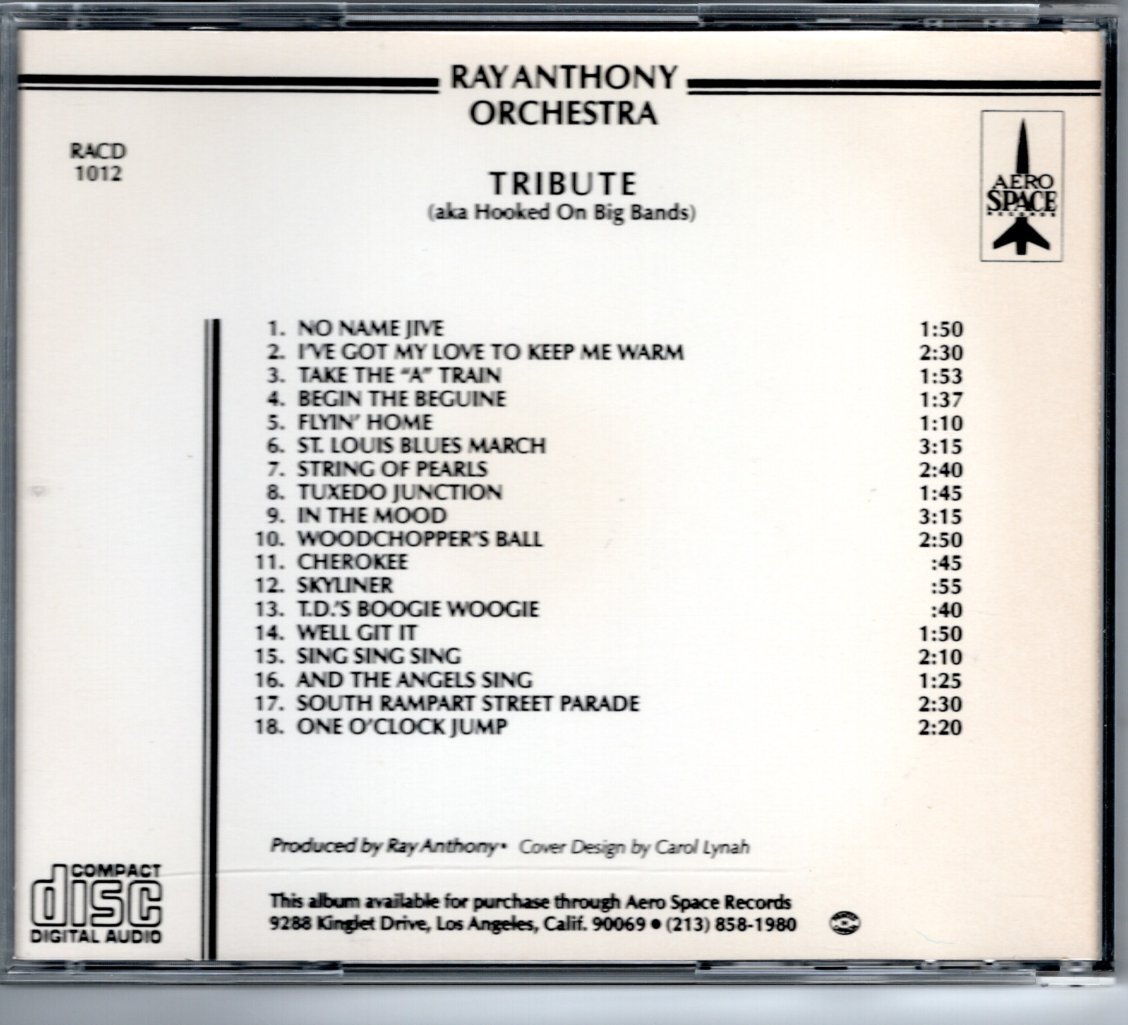 RAY ANTHONY
ORCHESTRA
RACD
1012
TRIBUTE
(aka Hooked On Big Bands)
AERO
SPACE
RECORDS
1. NO NAME JIVE 1:50
2. I'VE GOT MY LOVE TO KEEP ME WARM 2:30
3. TAKE THE "A" TRAIN 1:53
4. BEGIN THE BEGUINE 1:37
5. FLYIN' HOME 1:10
6. ST. LOUIS BLUES MARCH 3:15
7. STRING OF PEARLS 2:40
8. TUXEDO JUNCTION 1:45
9. IN THE MOOD 3:15
10. WOODCHOPPER'S BALL 2:50
11. CHEROKEE :45
12. SKYLINER :55
13. T.D.'S BOOGIE WOOGIE :40
14. WELL GIT IT 1:50
15. SING SING SING 2:10
16. AND THE ANGELS SING 1:25
17. SOUTH RAMPART STREET PARADE 2:30
18. ONE O'CLOCK JUMP 2:20
Produced by Ray Anthony • Cover Design by Carol Lynah
COMPACT
disc
DIGITAL AUDIO
This album available for purchase through Aero Space Records
9288 Kinglet Drive, Los Angeles, Calif. 90069 • (213) 858-1980